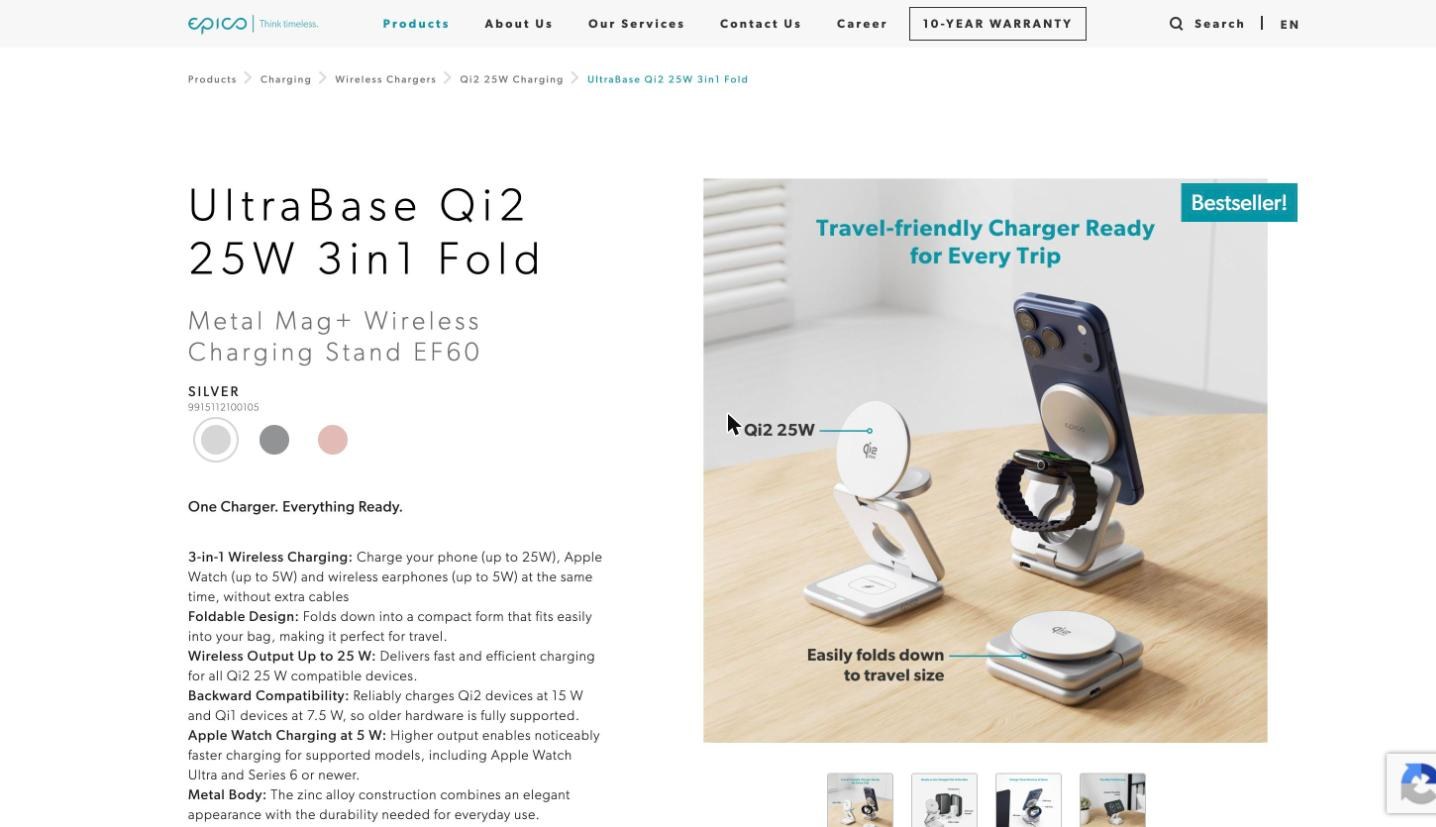 epico | Think timeless.
Products
About Us
Our Services
Contact Us
Career
10-YEAR WARRANTY
Search
EN
Products
Charging
Wireless Chargers
Qi2 25W Charging
UltraBase Qi2 25W 3in1 Fold
UltraBase Qi2
25W 3in1 Fold
Metal Mag+ Wireless
Charging Stand EF60
SILVER
9915112100105
One Charger. Everything Ready.
3-in-1 Wireless Charging: Charge your phone (up to 25W), Apple
Watch (up to 5W) and wireless earphones (up to 5W) at the same
time, without extra cables
Foldable Design: Folds down into a compact form that fits easily
into your bag, making it perfect for travel.
Wireless Output Up to 25 W: Delivers fast and efficient charging
for all Qi2 25 W compatible devices.
Backward Compatibility: Reliably charges Qi2 devices at 15 W
and Qi1 devices at 7.5 W, so older hardware is fully supported.
Apple Watch Charging at 5 W: Higher output enables noticeably
faster charging for supported models, including Apple Watch
Ultra and Series 6 or newer.
Metal Body: The zinc alloy construction combines an elegant
appearance with the durability needed for everyday use.
Bestseller!
Travel-friendly Charger Ready
for Every Trip
Qi2 25W
Qi2
epico
Easily folds down
to travel size
Qi2